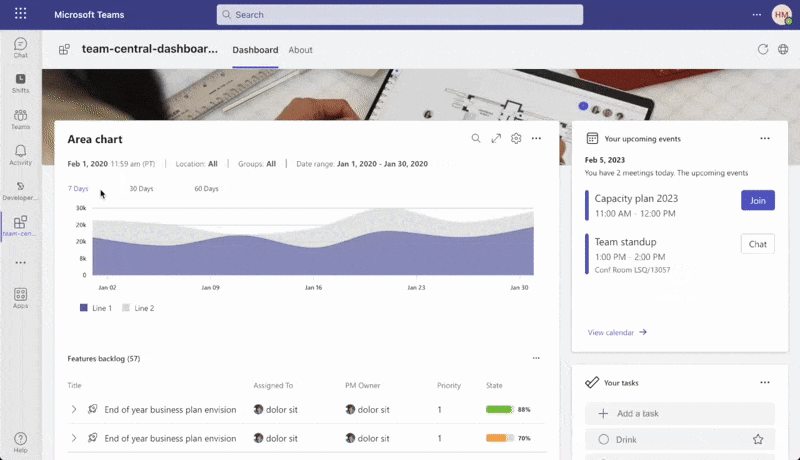 Microsoft Teams
Search
HM
Chat
Shifts
Teams
Activity
Developer...
team-cen...
Apps
Help
team-central-dashboar...
Dashboard
About
Area chart
Feb 1, 2020 11:59 am (PT) | Location: All | Groups: All | Date range: Jan 1, 2020 - Jan 30, 2020
7 Days 30 Days 60 Days
30k
20k
20k
8k
0
Jan 02 Jan 09 Jan 16 Jan 23 Jan 30
Line 1 Line 2
Features backlog (57)
Title Assigned To PM Owner Priority State
End of year business plan envision dolor sit dolor sit 1 88%
End of year business plan envision dolor sit dolor sit 1 70%
Your upcoming events
Feb 5, 2023
You have 2 meetings today. The upcoming events
Capacity plan 2023
11:00 AM - 12:00 PM
Join
Team standup
1:00 PM - 2:00 PM
Conf Room LSQ/13057
Chat
View calendar
Your tasks
Add a task
Drink